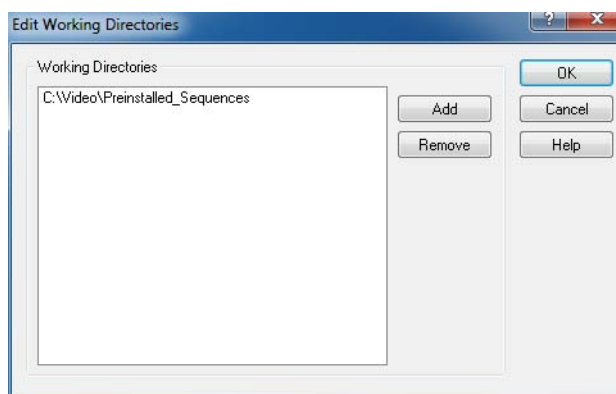 Edit Working Directories
? X
Working Directories
OK
C:\Video\Preinstalled_Sequences
Add
Cancel
Remove
Help